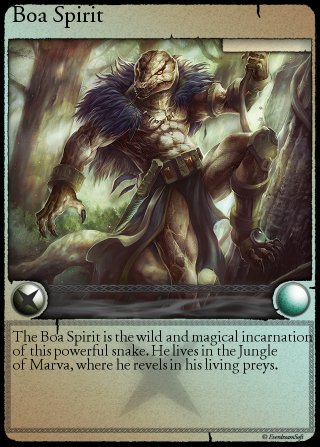 Boa Spirit
The Boa Spirit is the wild and magical incarnation
of this powerful snake. He lives in the Jungle
of Marva, where he revels in his living preys.
© EverdreamSoft